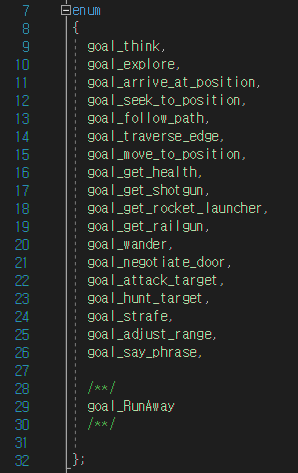 7 enum
8 {
9 goal_think,
10 goal_explore,
11 goal_arrive_at_position,
12 goal_seek_to_position,
13 goal_follow_path,
14 goal_traverse_edge,
15 goal_move_to_position,
16 goal_get_health,
17 goal_get_shotgun,
18 goal_get_rocket_launcher,
19 goal_get_railgun,
20 goal_wander,
21 goal_negotiate_door,
22 goal_attack_target,
23 goal_hunt_target,
24 goal_strafe,
25 goal_adjust_range,
26 goal_say_phrase,
27
28 /**/
29 goal_RunAway
30 /**/
31
32 };